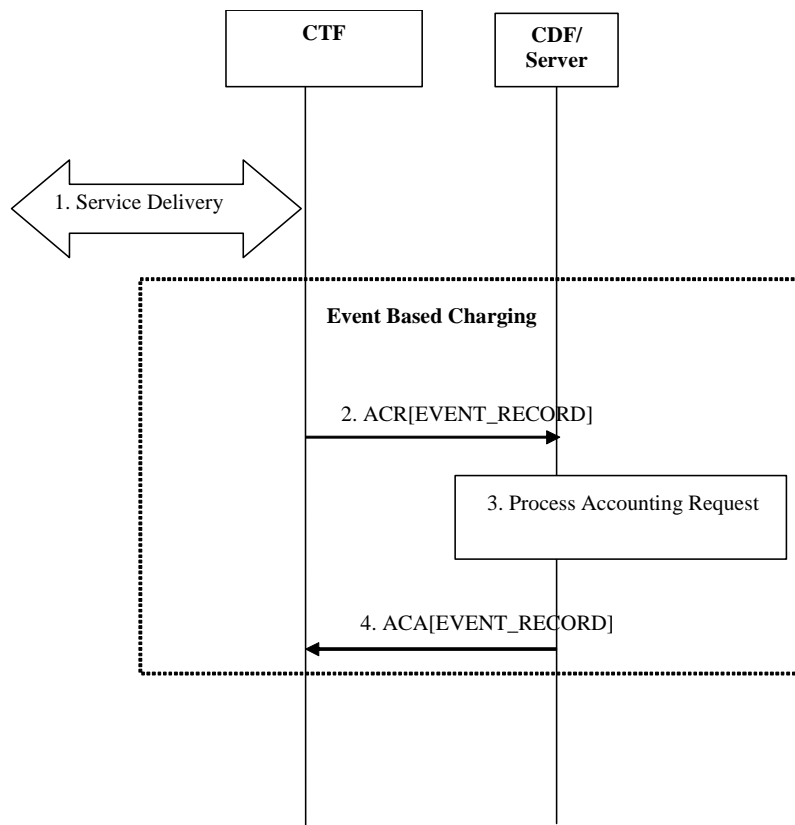 CTF
CDF/
Server
1. Service Delivery
Event Based Charging
2. ACR[EVENT_RECORD]
3. Process Accounting Request
4. ACA[EVENT_RECORD]